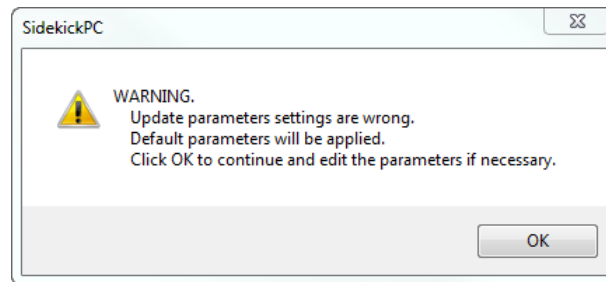 SidekickPC
WARNING.
Update parameters settings are wrong.
Default parameters will be applied.
Click OK to continue and edit the parameters if necessary.
OK